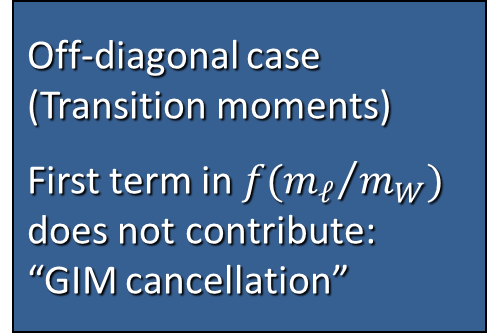 Off-diagonal case
(Transition moments)
First term in 𝑓(𝑚ℓ/𝑚𝑊)
does not contribute:
“GIM cancellation”